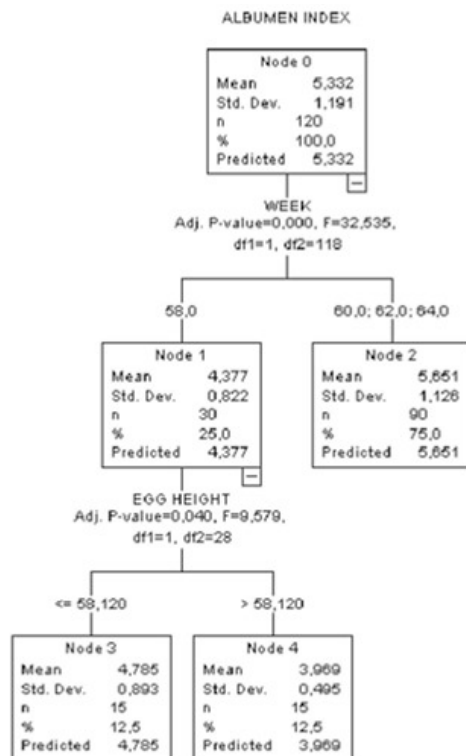 ALBUMEN INDEX
Node 0
Mean 5,332
Std. Dev. 1,191
n 120
% 100,0
Predicted 5,332
WEEK
Adj. P-value=0,000, F=32,535,
df1=1, df2=118
58,0
60,0; 62,0; 64,0
Node 1
Mean 4,377
Std. Dev. 0,822
n 30
% 25,0
Predicted 4,377
Node 2
Mean 5,651
Std. Dev. 1,126
n 90
% 75,0
Predicted 5,651
EGG HEIGHT
Adj. P-value=0,040, F=9,579,
df1=1, df2=28
<= 58,120
> 58,120
Node 3
Mean 4,785
Std. Dev. 0,893
n 15
% 12,5
Predicted 4,785
Node 4
Mean 3,969
Std. Dev. 0,495
n 15
% 12,5
Predicted 3,969